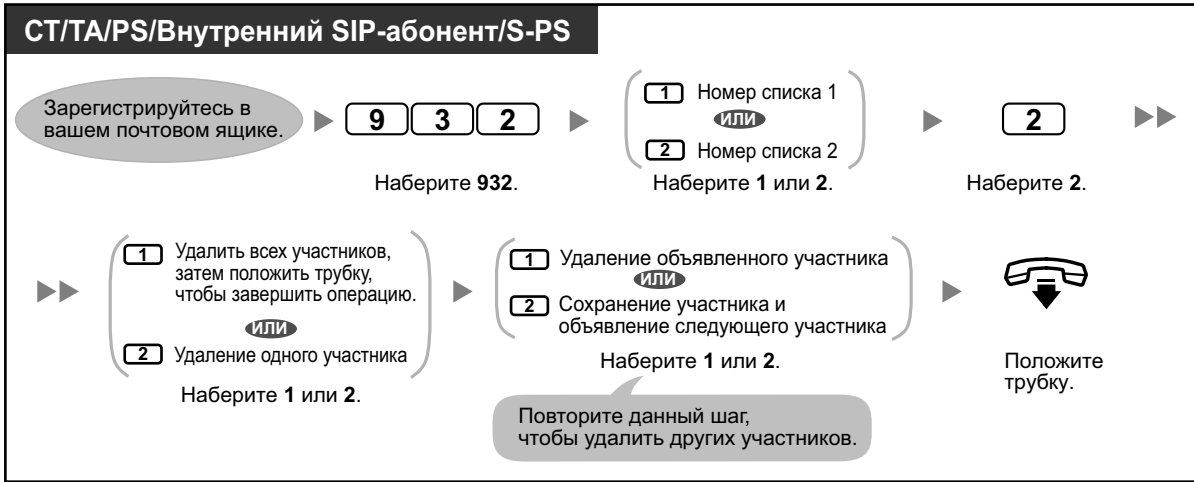 CT/TA/PS/Внутренний SIP-абонент/S-PS
Зарегистрируйтесь в
вашем почтовом ящике.
9 3 2
Наберите 932.
1 Номер списка 1
ИЛИ
2 Номер списка 2
Наберите 1 или 2.
2
Наберите 2.
1 Удалить всех участников,
затем положить трубку,
чтобы завершить операцию.
ИЛИ
2 Удаление одного участника
Наберите 1 или 2.
1 Удаление объявленного участника
ИЛИ
2 Сохранение участника и
объявление следующего участника
Наберите 1 или 2.
Повторите данный шаг,
чтобы удалить других участников.
Положите
трубку.